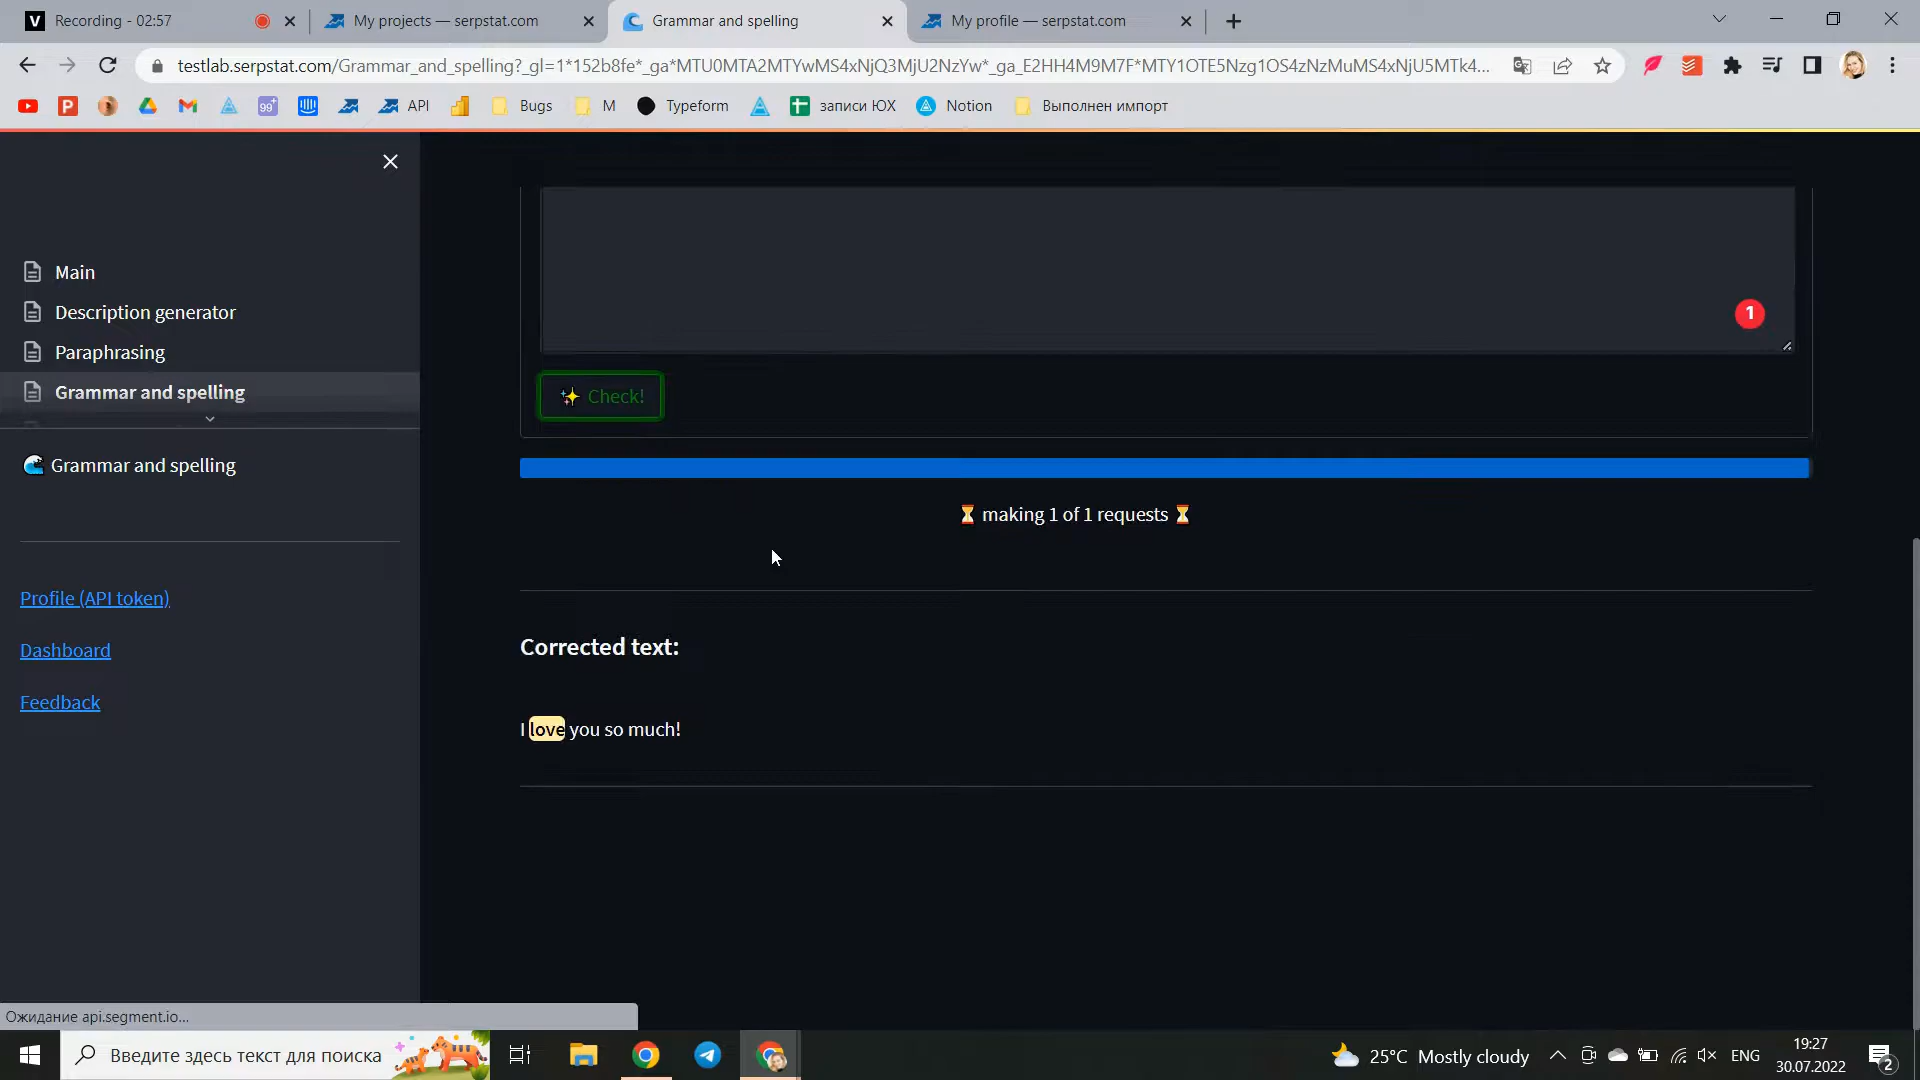 V Recording - 02:57
My projects — serpstat.com
Grammar and spelling
My profile — serpstat.com
testlab.serpstat.com/Grammar_and_spelling?_gl=1*152b8fe*_ga*MTU0MTA2MTYwMS4xNjQ3MjU2NzYw*_ga_E2HH4M9M7F*MTY1OTE5Nzg1OS4zNzMuMS4xNjU5MTk4...
P
99+
API
Bugs
M
Typeform
записи ЮХ
Notion
Выполнен импорт
Main
Description generator
Paraphrasing
Grammar and spelling
Grammar and spelling
Profile (API token)
Dashboard
Feedback
1
Check!
making 1 of 1 requests
Corrected text:
I love you so much!
Ожидание api.segment.io...
Введите здесь текст для поиска
25°C Mostly cloudy
ENG
19:27
30.07.2022
2